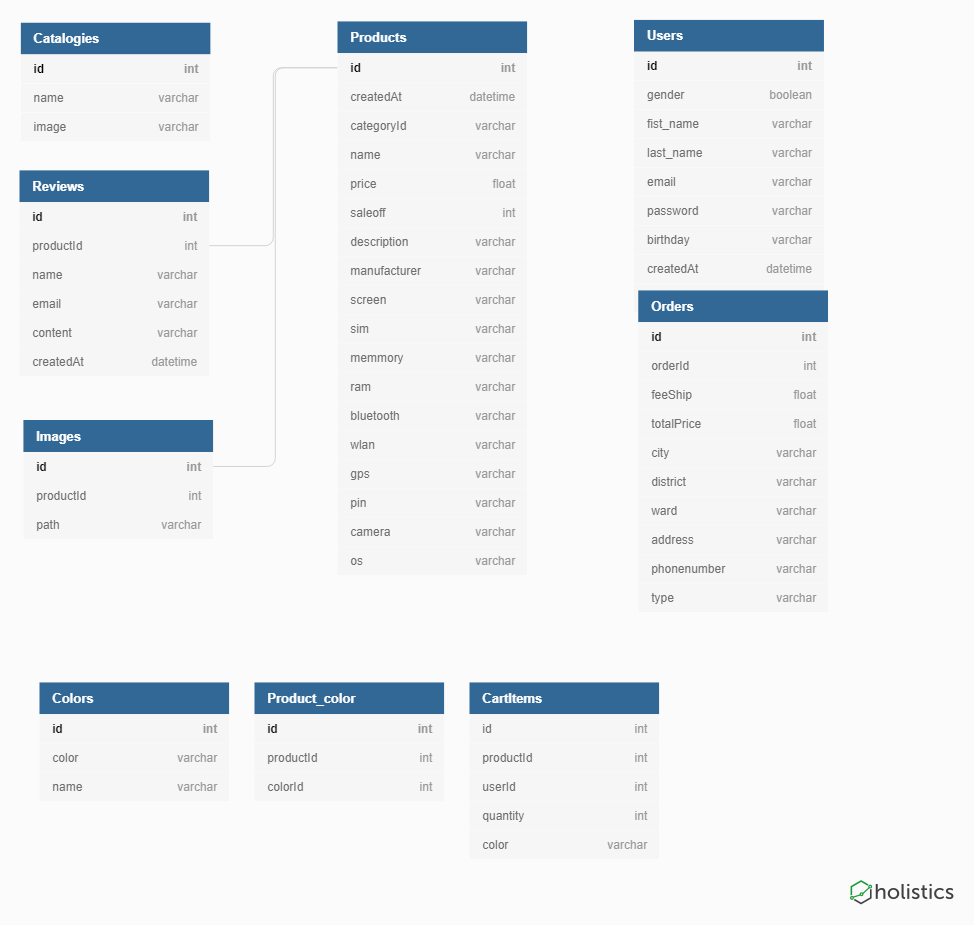 Catalogies
id int
name varchar
image varchar
Reviews
id int
productId int
name varchar
email varchar
content varchar
createdAt datetime
Images
id int
productId int
path varchar
Products
id int
createdAt datetime
categoryId varchar
name varchar
price float
saleoff int
description varchar
manufacturer varchar
screen varchar
sim varchar
memmory varchar
ram varchar
bluetooth varchar
wlan varchar
gps varchar
pin varchar
camera varchar
os varchar
Users
id int
gender boolean
fist_name varchar
last_name varchar
email varchar
password varchar
birthday varchar
createdAt datetime
Orders
id int
orderId int
feeShip float
totalPrice float
city varchar
district varchar
ward varchar
address varchar
phonenumber varchar
type varchar
Colors
id int
color varchar
name varchar
Product_color
id int
productId int
colorId int
CartItems
id int
productId int
userId int
quantity int
color varchar
holistics